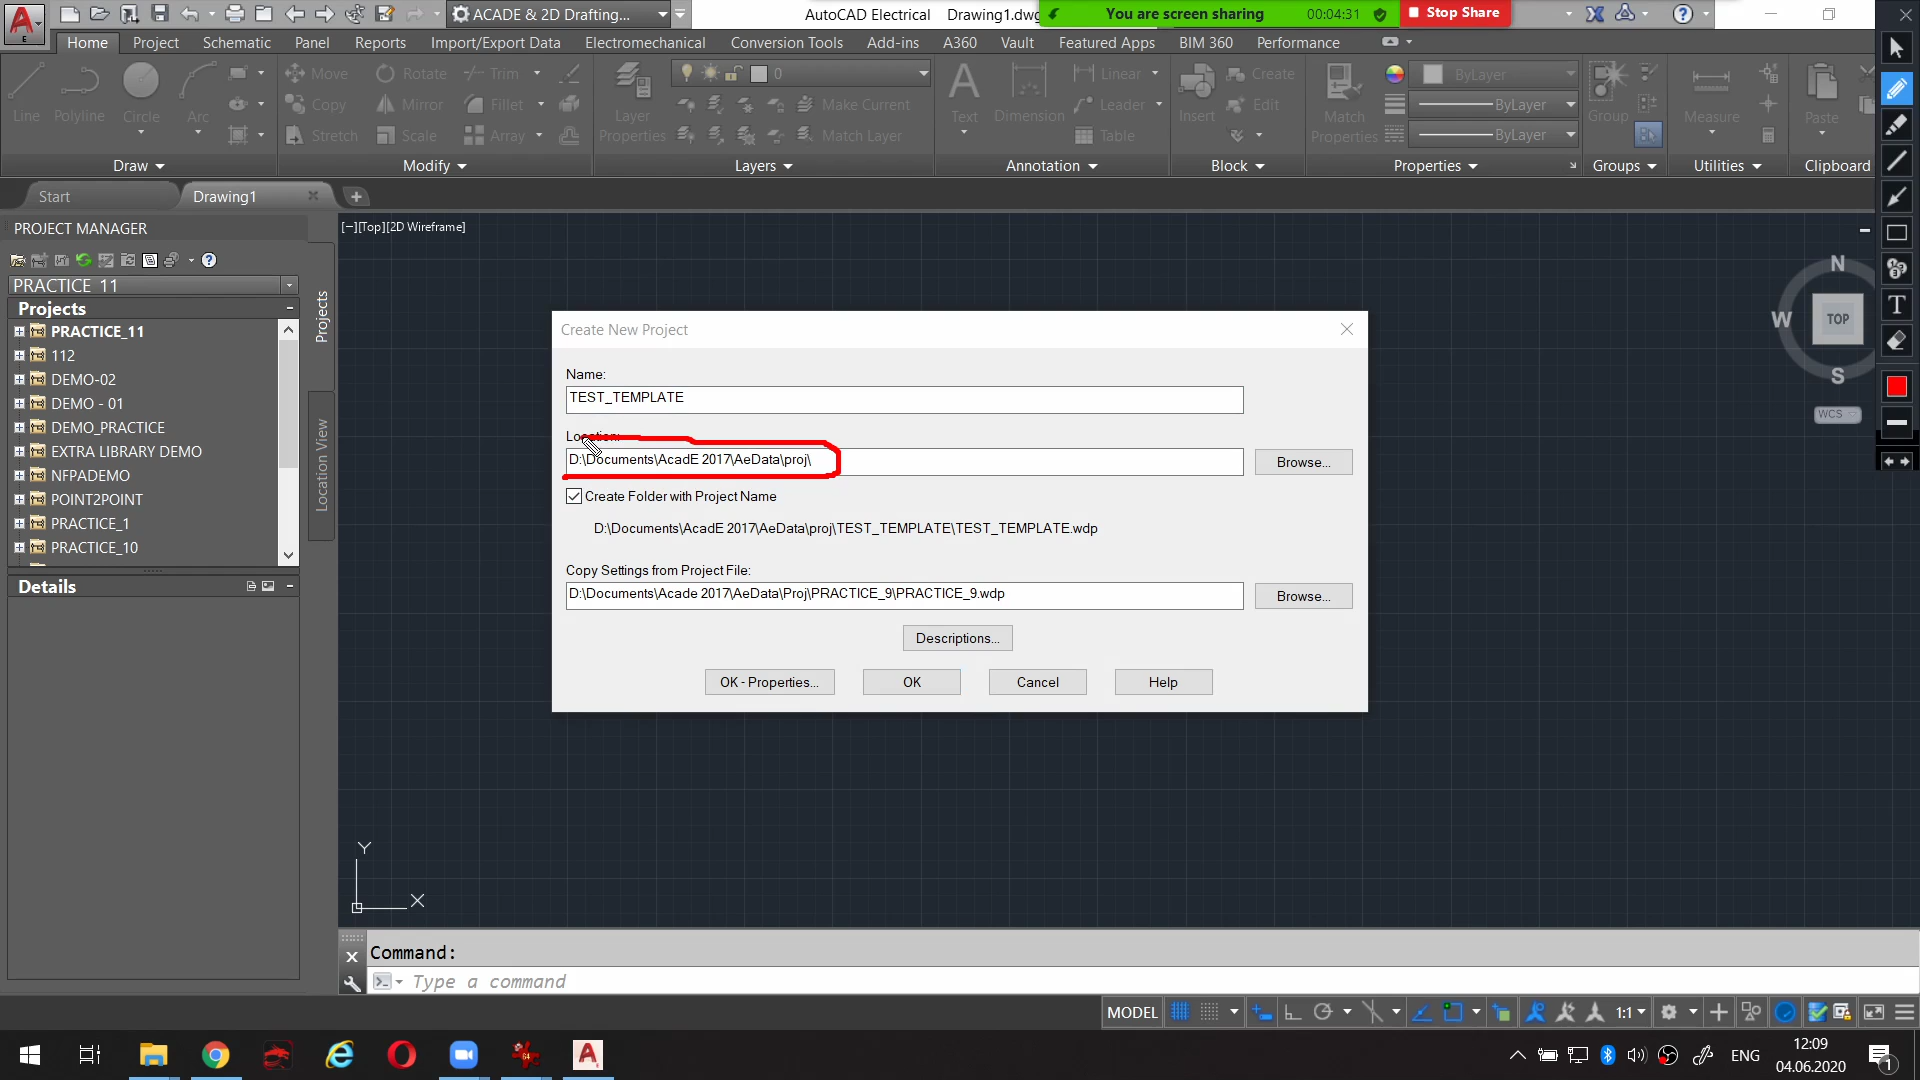 ACADE & 2D Drafting...
AutoCAD Electrical Drawing1.dwg
You are screen sharing 00:04:31 Stop Share
Home Project Schematic Panel Reports Import/Export Data Electromechanical Conversion Tools Add-ins A360 Vault Featured Apps BIM 360 Performance
Line
Polyline
Circle
Arc
Move
Rotate
Trim
Copy
Mirror
Fillet
Stretch
Scale
Array
Layer
Properties
0
Make Current
Match Layer
Text
Dimension
Linear
Leader
Table
Insert
Create
Edit
Match
Properties
ByLayer
ByLayer
ByLayer
Group
Measure
Paste
Draw Modify Layers Annotation Block Properties Groups Utilities Clipboard
Start
Drawing1
PROJECT MANAGER
PRACTICE 11
Projects
PRACTICE_11
112
DEMO-02
DEMO - 01
DEMO_PRACTICE
EXTRA LIBRARY DEMO
NFPADEMO
POINT2POINT
PRACTICE_1
PRACTICE_10
Details
Projects
Location View
[−][Top][2D Wireframe]
N
W
TOP
S
WCS
T
Create New Project
Name:
TEST_TEMPLATE
Location:
D:\Documents\AcadE 2017\AeData\proj\
Browse...
Create Folder with Project Name
D:\Documents\AcadE 2017\AeData\proj\TEST_TEMPLATE\TEST_TEMPLATE.wdp
Copy Settings from Project File:
D:\Documents\Acade 2017\AeData\Proj\PRACTICE_9\PRACTICE_9.wdp
Browse...
Descriptions...
OK - Properties... OK Cancel Help
Y
X
Command:
Type a command
MODEL 1:1
ENG
12:09
04.06.2020
1